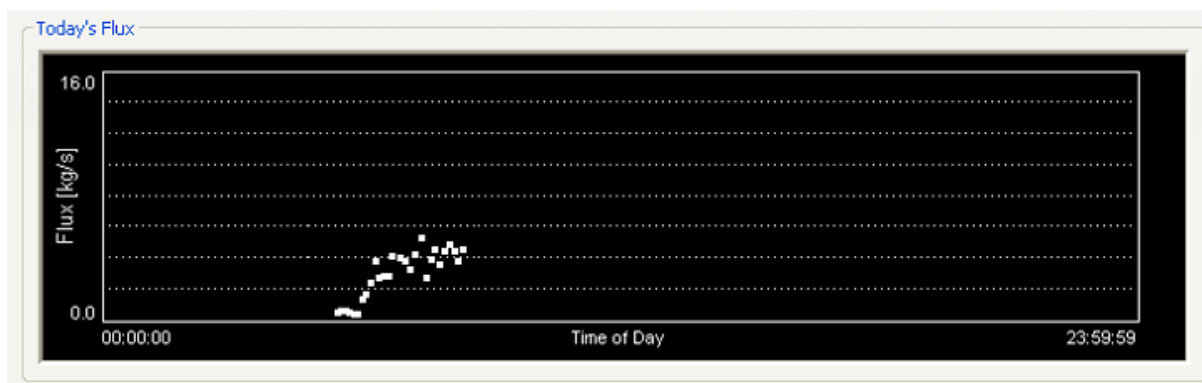 Today's Flux
16.0
Flux [kg/s]
0.0
00:00:00 Time of Day 23:59:59